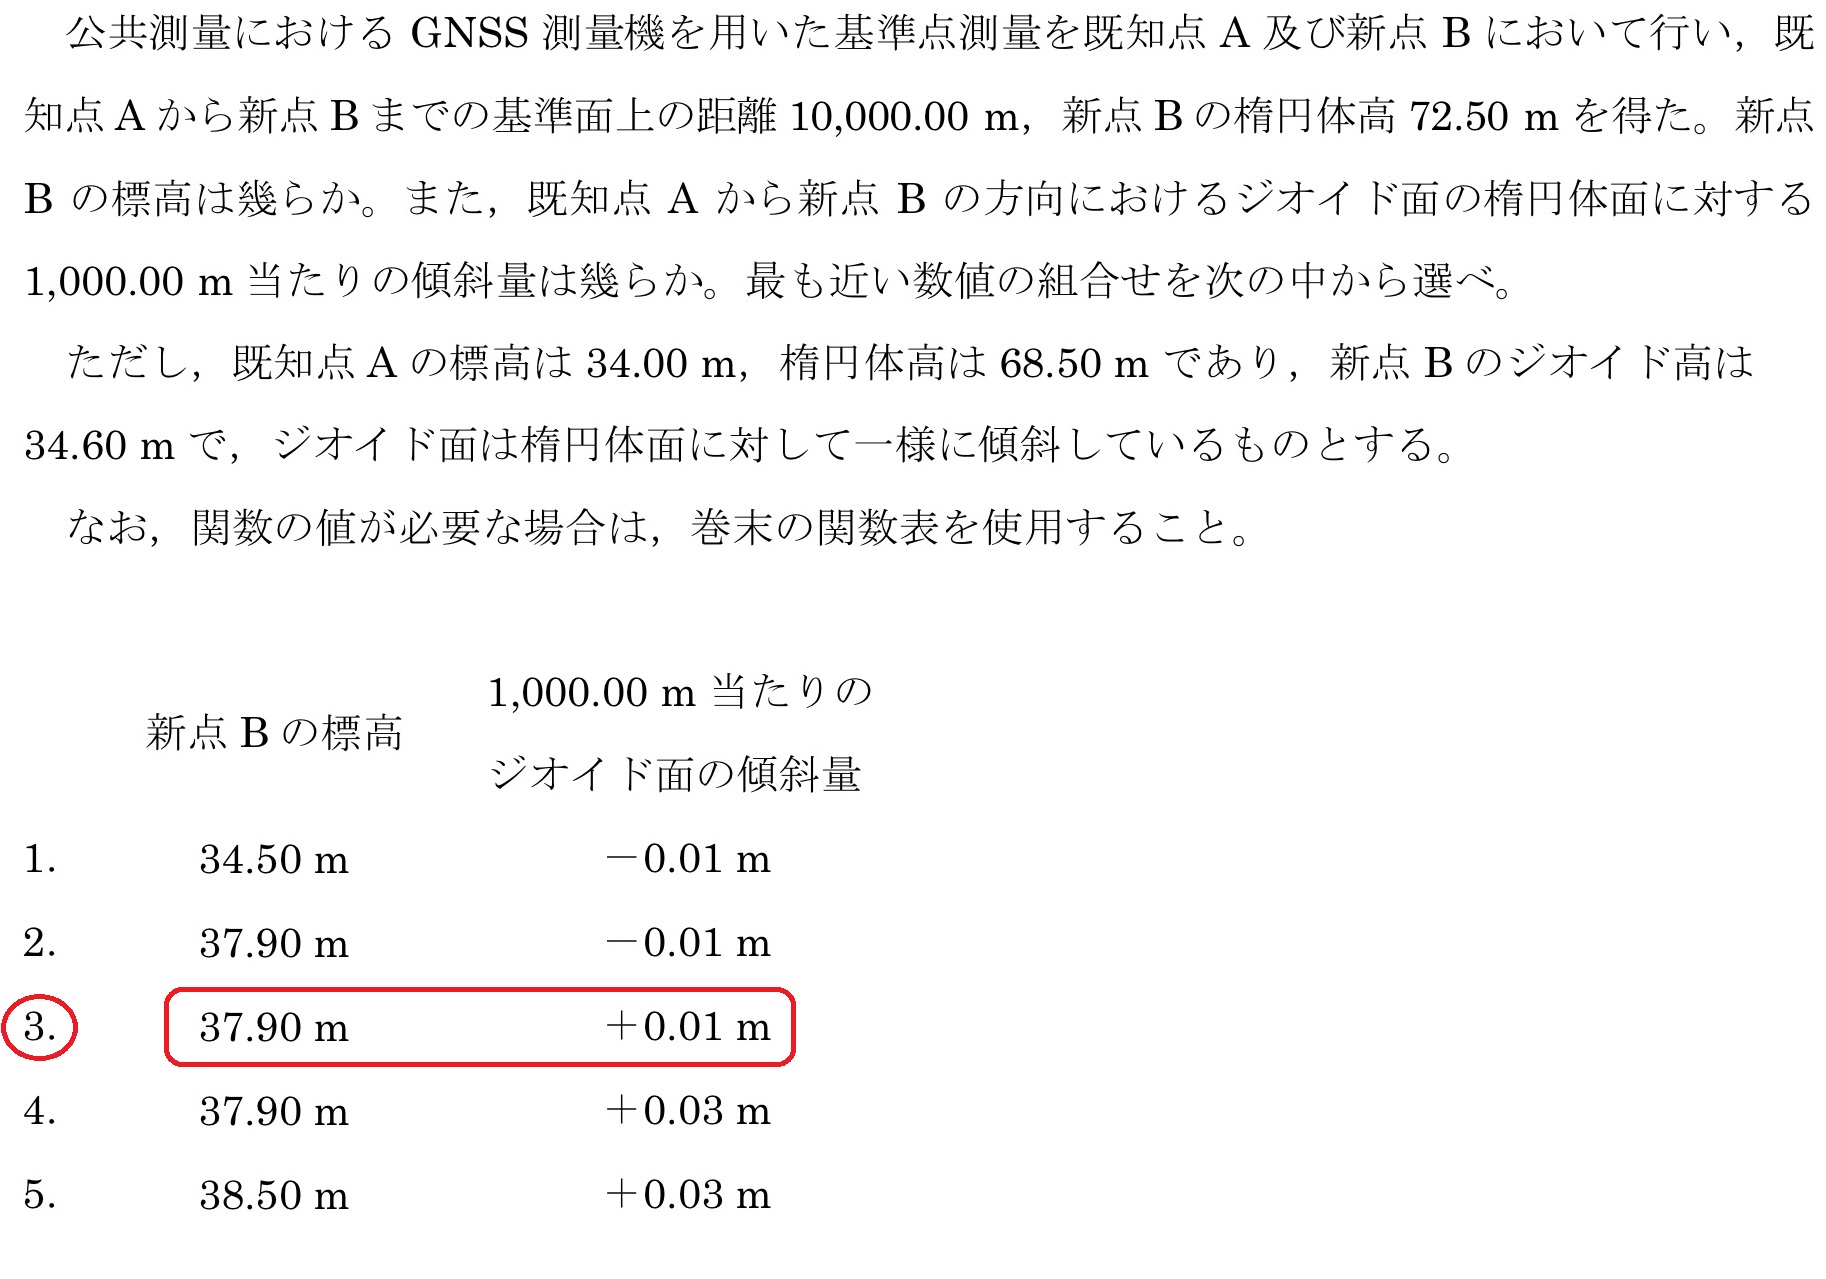 公共測量における GNSS 測量機を用いた基準点測量を既知点 A 及び新点 B において行い，既
知点 A から新点 B までの基準面上の距離 10,000.00 m，新点 B の楕円体高 72.50 m を得た。新点
B の標高は幾らか。また，既知点 A から新点 B の方向におけるジオイド面の楕円体面に対する
1,000.00 m 当たりの傾斜量は幾らか。最も近い数値の組合せを次の中から選べ。
ただし，既知点 A の標高は 34.00 m，楕円体高は 68.50 m であり，新点 B のジオイド高は
34.60 m で，ジオイド面は楕円体面に対して一様に傾斜しているものとする。
なお，関数の値が必要な場合は，巻末の関数表を使用すること。
新点 B の標高
1,000.00 m 当たりの
ジオイド面の傾斜量
1. 34.50 m －0.01 m
2. 37.90 m －0.01 m
3. 37.90 m ＋0.01 m
4. 37.90 m ＋0.03 m
5. 38.50 m ＋0.03 m